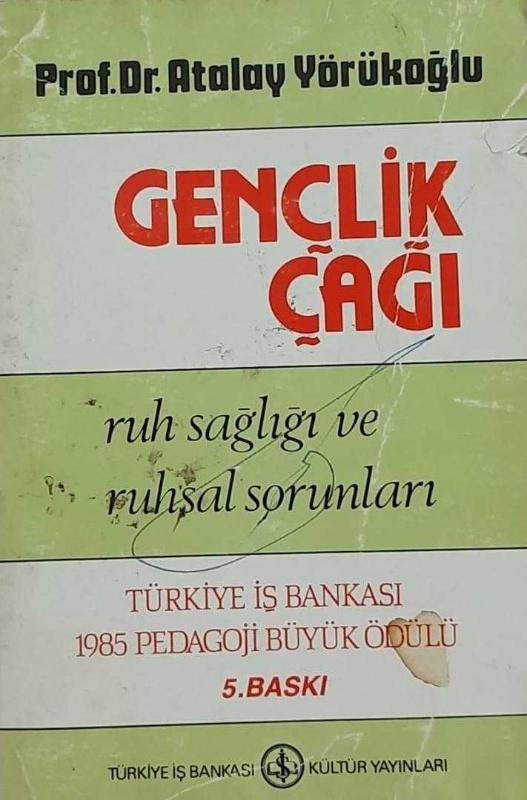 Prof. Dr. Atalay Yörükoğlu
GENÇLİK
ÇAĞI
ruh sağlığı ve
ruhsal sorunları
TÜRKİYE İŞ BANKASI
1985 PEDAGOJİ BÜYÜK ÖDÜLÜ
5. BASKI
TÜRKİYE İŞ BANKASI KÜLTÜR YAYINLARI